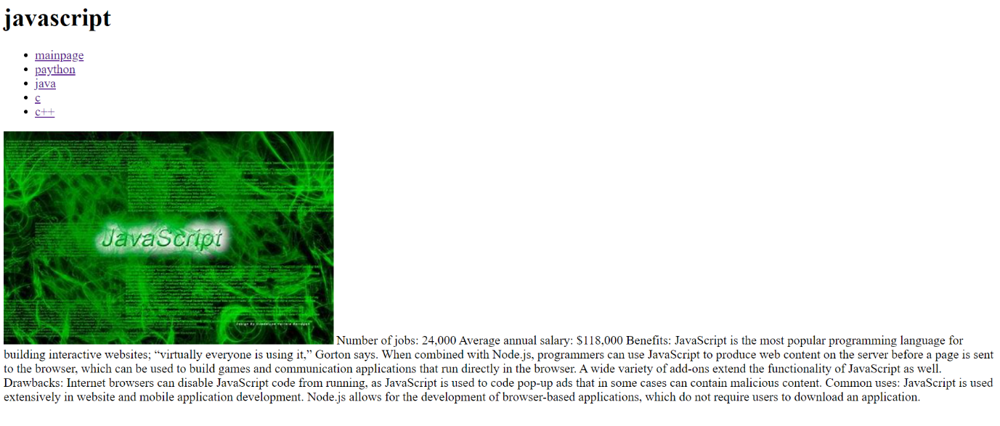 javascript
mainpage
paython
java
c
c++
JavaScript
Number of jobs: 24,000 Average annual salary: $118,000 Benefits: JavaScript is the most popular programming language for
building interactive websites; “virtually everyone is using it,” Gorton says. When combined with Node.js, programmers can use JavaScript to produce web content on the server before a page is sent
to the browser, which can be used to build games and communication applications that run directly in the browser. A wide variety of add-ons extend the functionality of JavaScript as well.
Drawbacks: Internet browsers can disable JavaScript code from running, as JavaScript is used to code pop-up ads that in some cases can contain malicious content. Common uses: JavaScript is used
extensively in website and mobile application development. Node.js allows for the development of browser-based applications, which do not require users to download an application.